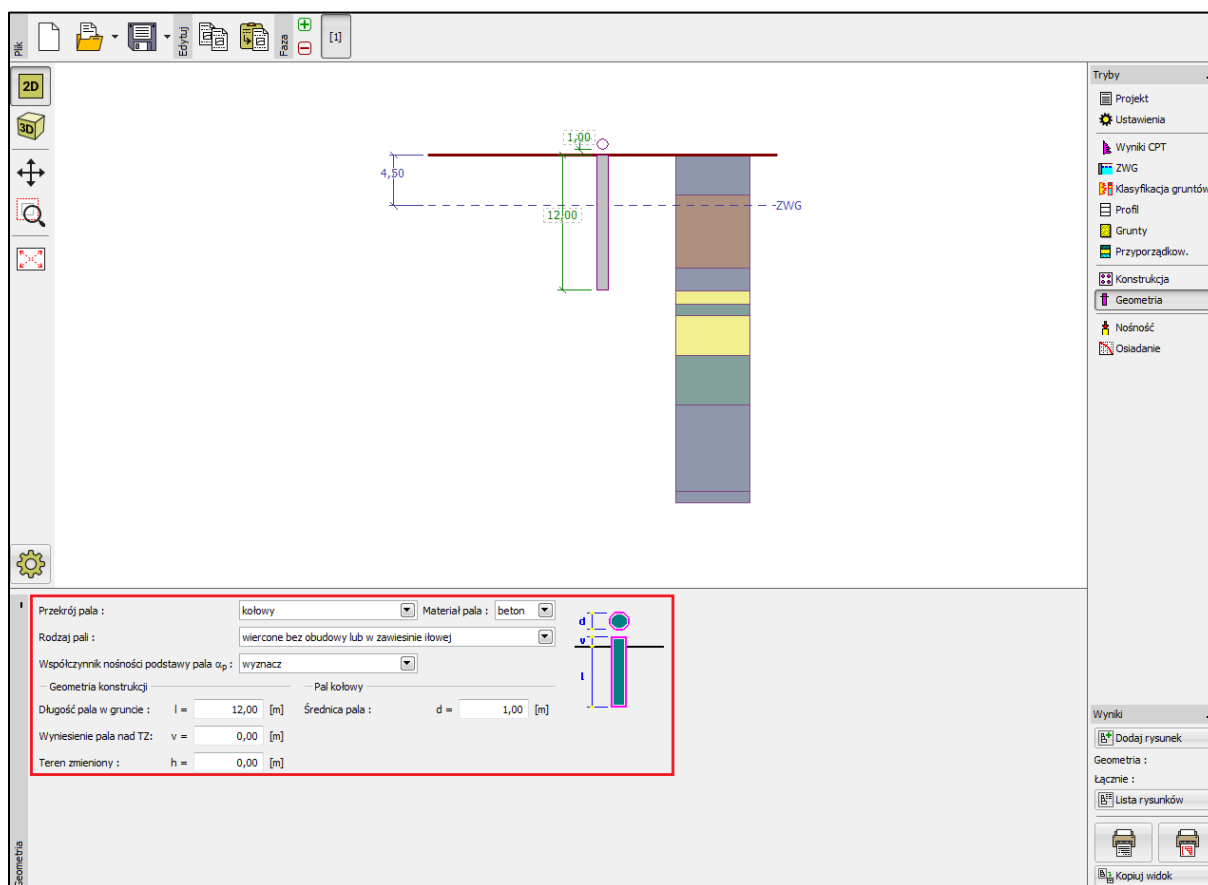 Plik
Edytuj
Faza
[1]
2D
3D
1,00
4,50
12,00
ZWG
Tryby
Projekt
Ustawienia
Wyniki CPT
ZWG
Klasyfikacja gruntów
Profil
Grunty
Przyporządkow.
Konstrukcja
Geometria
Nośność
Osiadanie
Przekrój pala : kołowy Materiał pala : beton
Rodzaj pali : wiercone bez obudowy lub w zawiesinie iłowej
Współczynnik nośności podstawy pala αp : wyznacz
Geometria konstrukcji Pal kołowy
Długość pala w gruncie : l = 12,00 [m] Średnica pala : d = 1,00 [m]
Wyniesienie pala nad TZ: v = 0,00 [m]
Teren zmieniony : h = 0,00 [m]
d
v
l
Geometria
Wyniki
Dodaj rysunek
Geometria :
Łącznie :
Lista rysunków
Kopiuj widok